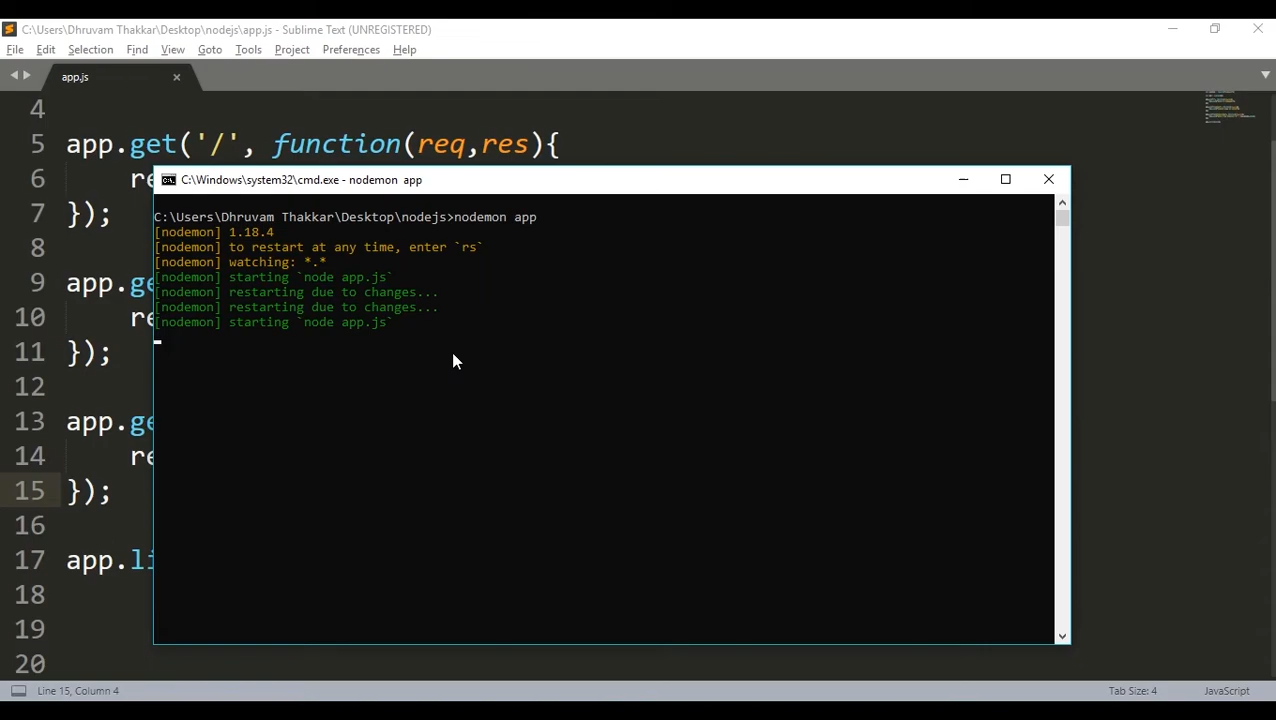 C:\Users\Dhruvam Thakkar\Desktop\nodejs\app.js - Sublime Text (UNREGISTERED)
File Edit Selection Find View Goto Tools Project Preferences Help
app.js
4
5 app.get('/', function(req,res){
6 re
7 });
8
9 app.ge
10 re
11 });
12
13 app.ge
14 re
15 });
16
17 app.li
18
19
20
C:\Windows\system32\cmd.exe - nodemon app
C:\Users\Dhruvam Thakkar\Desktop\nodejs>nodemon app
[nodemon] 1.18.4
[nodemon] to restart at any time, enter `rs`
[nodemon] watching: *.*
[nodemon] starting `node app.js`
[nodemon] restarting due to changes...
[nodemon] restarting due to changes...
[nodemon] starting `node app.js`
Line 15, Column 4
Tab Size: 4
JavaScript